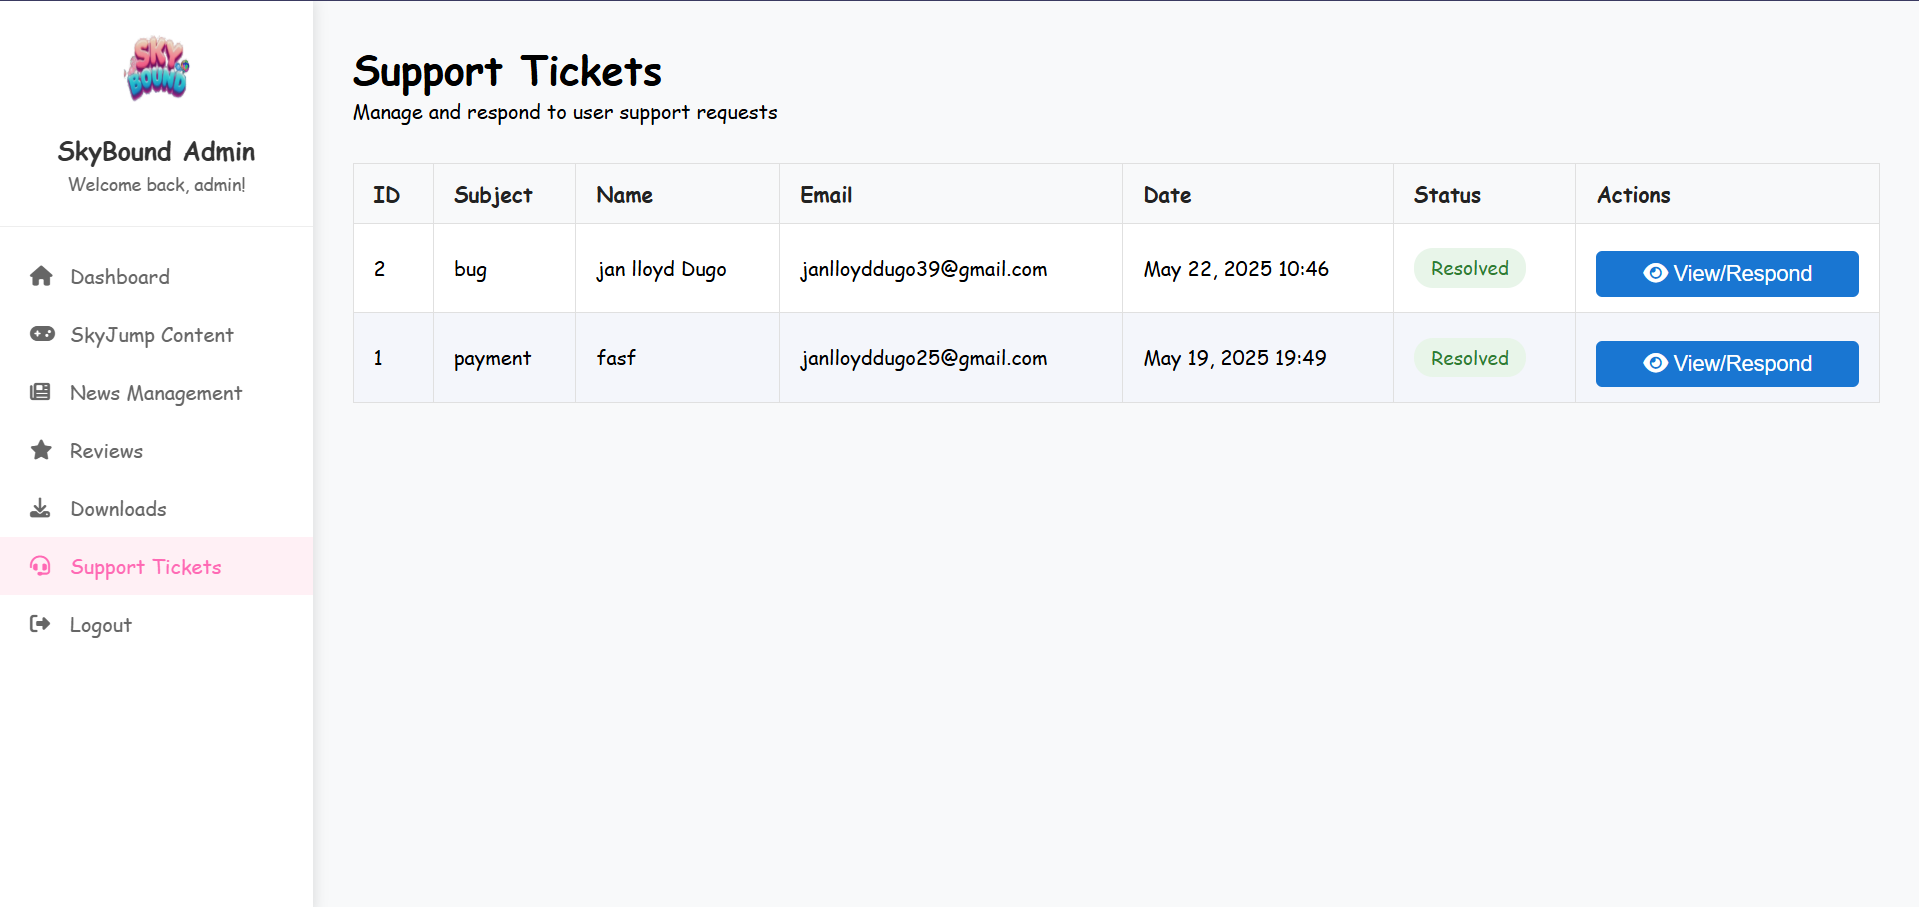 SKY
BOUND
SkyBound Admin
Welcome back, admin!
Dashboard
SkyJump Content
News Management
Reviews
Downloads
Support Tickets
Logout
Support Tickets
Manage and respond to user support requests
ID Subject Name Email Date Status Actions
2 bug jan lloyd Dugo janlloyddugo39@gmail.com May 22, 2025 10:46 Resolved View/Respond
1 payment fasf janlloyddugo25@gmail.com May 19, 2025 19:49 Resolved View/Respond